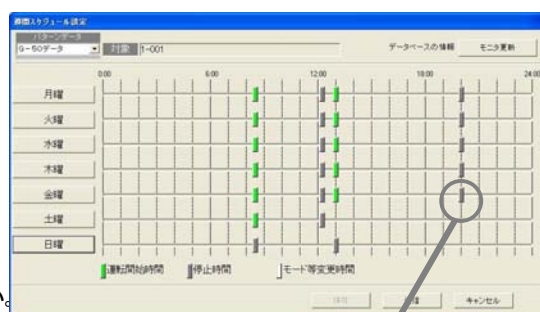 週間スケジュール設定
パターンデータ
G-50データ 対象 1-001 データベースの情報 モニタ更新
0:00 6:00 12:00 18:00 24:00
月曜
火曜
水曜
木曜
金曜
土曜
日曜
運転開始時間 停止時間 モード等変更時間
キャンセル
。